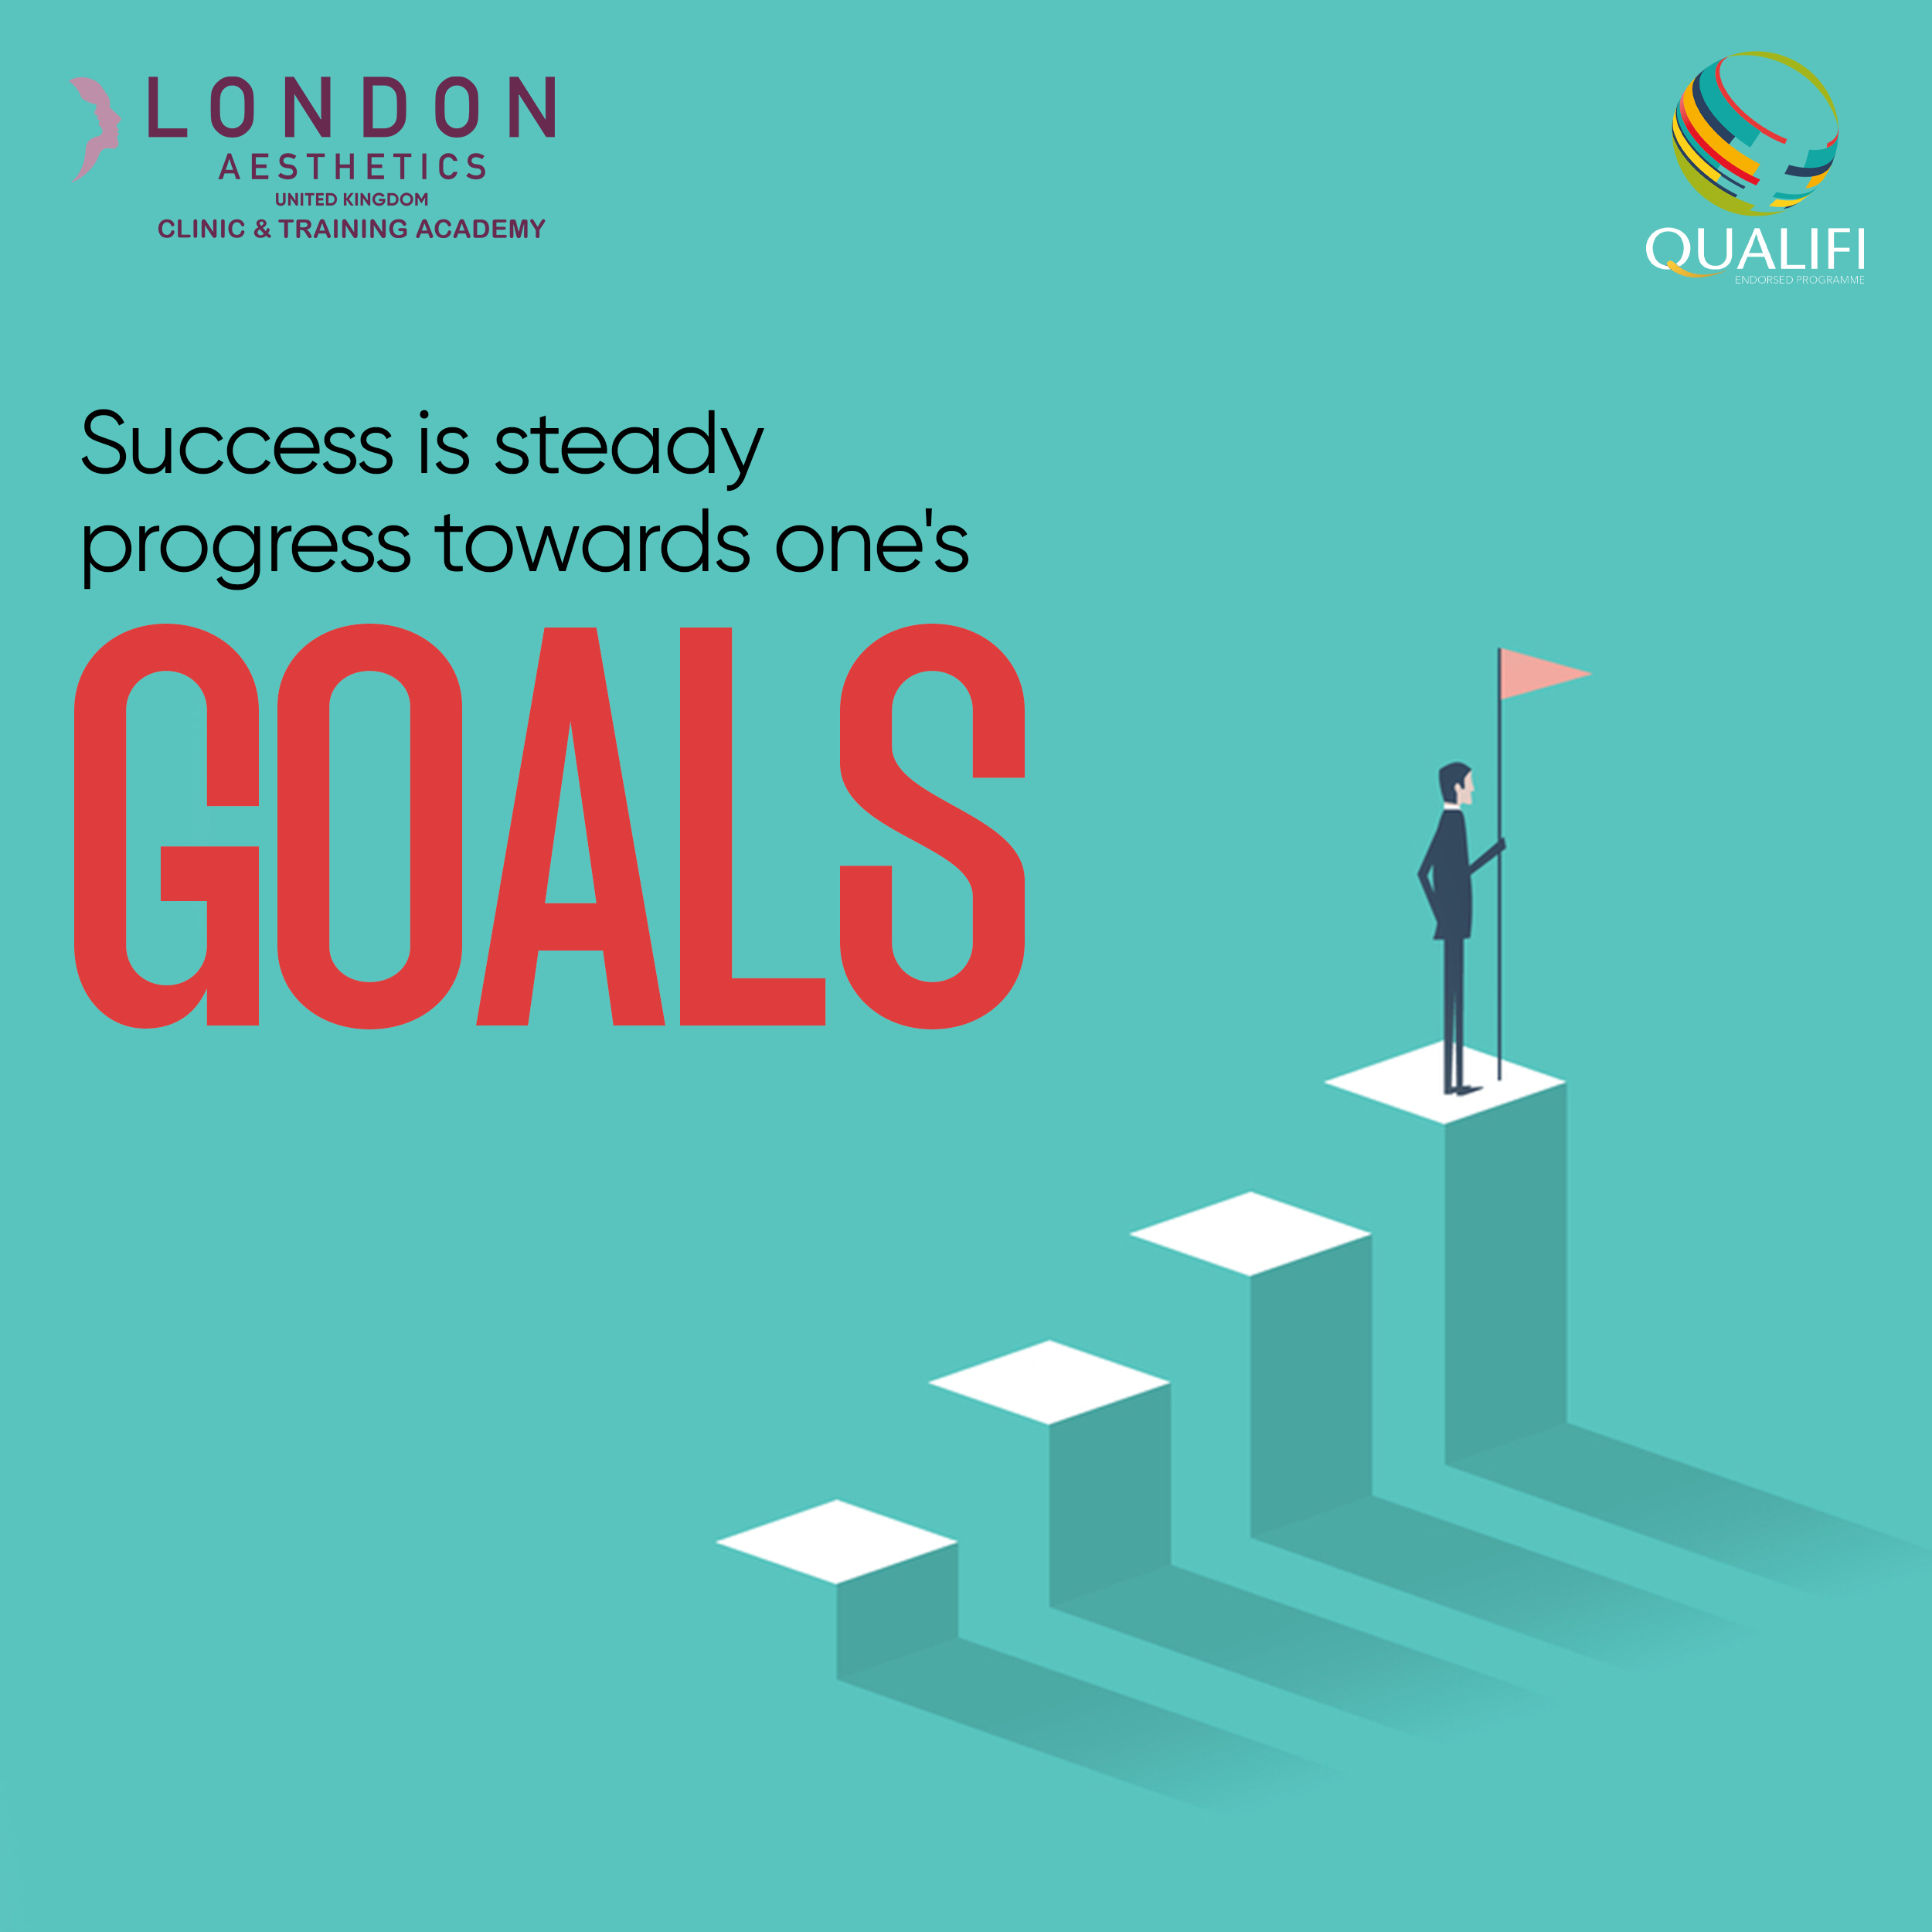 LONDON
AESTHETICS
UNITED KINGDOM
CLINIC & TRAINING ACADEMY
QUALIFI
ENDORSED PROGRAMME
Success is steady
progress towards one's
GOALS